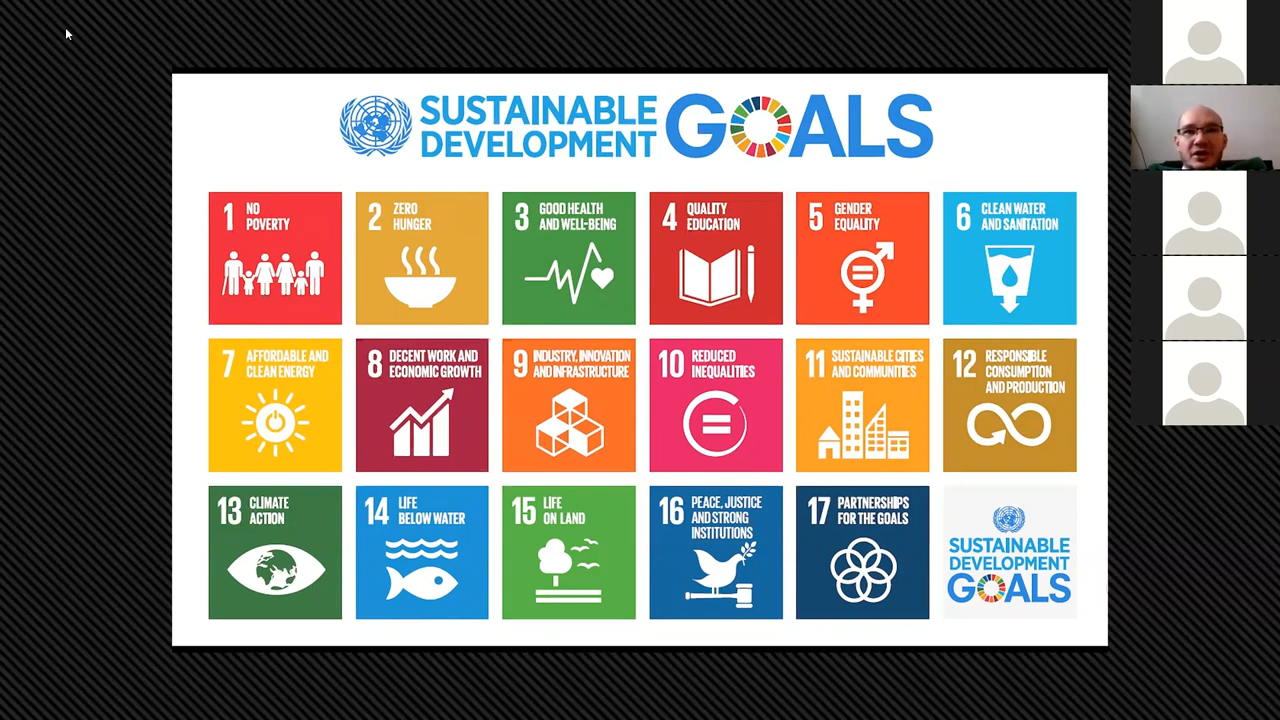 SUSTAINABLE
DEVELOPMENT
GOALS
1 NO
POVERTY
2 ZERO
HUNGER
3 GOOD HEALTH
AND WELL-BEING
4 QUALITY
EDUCATION
5 GENDER
EQUALITY
6 CLEAN WATER
AND SANITATION
7 AFFORDABLE AND
CLEAN ENERGY
8 DECENT WORK AND
ECONOMIC GROWTH
9 INDUSTRY, INNOVATION
AND INFRASTRUCTURE
10 REDUCED
INEQUALITIES
11 SUSTAINABLE CITIES
AND COMMUNITIES
12 RESPONSIBLE
CONSUMPTION
AND PRODUCTION
13 CLIMATE
ACTION
14 LIFE
BELOW WATER
15 LIFE
ON LAND
16 PEACE, JUSTICE
AND STRONG
INSTITUTIONS
17 PARTNERSHIPS
FOR THE GOALS
SUSTAINABLE
DEVELOPMENT
GOALS